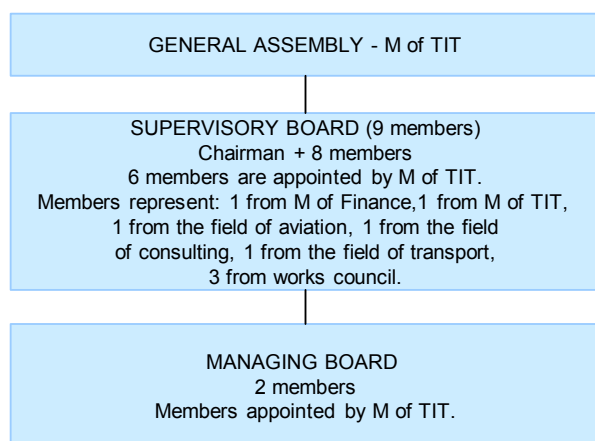 GENERAL ASSEMBLY - M of TIT
SUPERVISORY BOARD (9 members)
Chairman + 8 members
6 members are appointed by M of TIT.
Members represent: 1 from M of Finance,1 from M of TIT,
1 from the field of aviation, 1 from the field
of consulting, 1 from the field of transport,
3 from works council.
MANAGING BOARD
2 members
Members appointed by M of TIT.